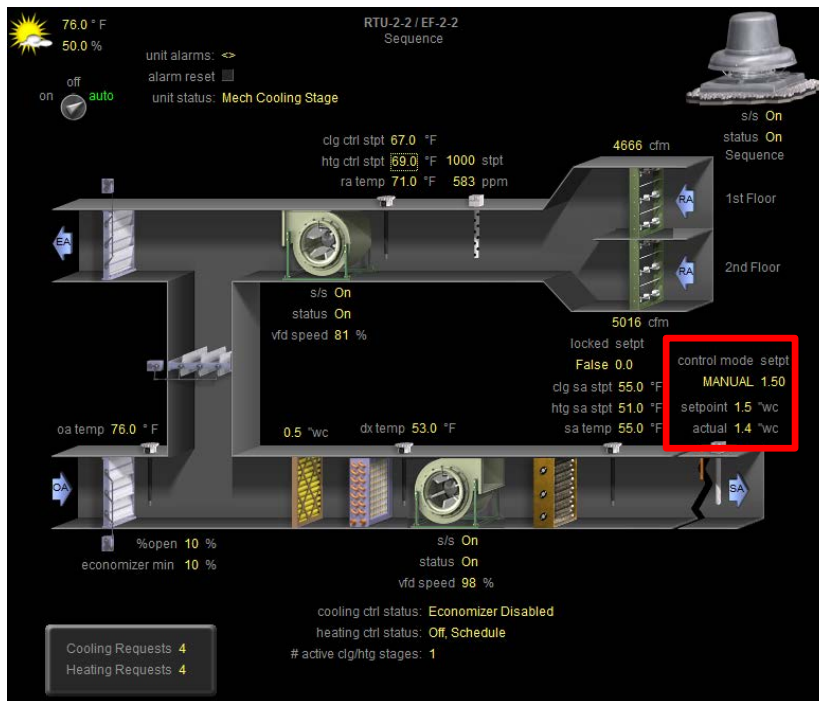 RTU-2-2 / EF-2-2
Sequence
76.0 ° F
50.0 %
unit alarms: <>
alarm reset
unit status: Mech Cooling Stage
off
on auto
s/s On
status On
Sequence
clg ctrl stpt 67.0 °F
htg ctrl stpt 69.0 °F 1000 stpt
ra temp 71.0 °F 583 ppm
4666 cfm
RA 1st Floor
EA
RA 2nd Floor
s/s On
status On
vfd speed 81 %
5016 cfm
locked setpt
False 0.0
clg sa stpt 55.0 °F
htg sa stpt 51.0 °F
sa temp 55.0 °F
control mode setpt
MANUAL 1.50
setpoint 1.5 "wc
actual 1.4 "wc
oa temp 76.0 ° F
0.5 "wc
dx temp 53.0 °F
OA
SA
%open 10 %
economizer min 10 %
s/s On
status On
vfd speed 98 %
cooling ctrl status: Economizer Disabled
heating ctrl status: Off, Schedule
# active clg/htg stages: 1
Cooling Requests 4
Heating Requests 4